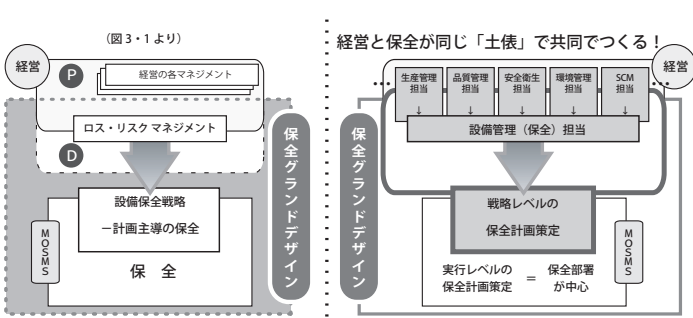 （図3・1より）
経営
P
経営の各マネジメント
ロス・リスク マネジメント
D
設備保全戦略
－計画主導の保全
保 全
MOSMS
保全グランドデザイン
経営と保全が同じ「土俵」で共同でつくる！
経営
…
生産管理
担当
↓
品質管理
担当
↓
安全衛生
担当
↓
環境管理
担当
↓
SCM
担当
↓
…
設備管理（保全）担当
保全グランドデザイン
戦略レベルの
保全計画策定
実行レベルの
保全計画策定
＝
保全部署
が中心
MOSMS